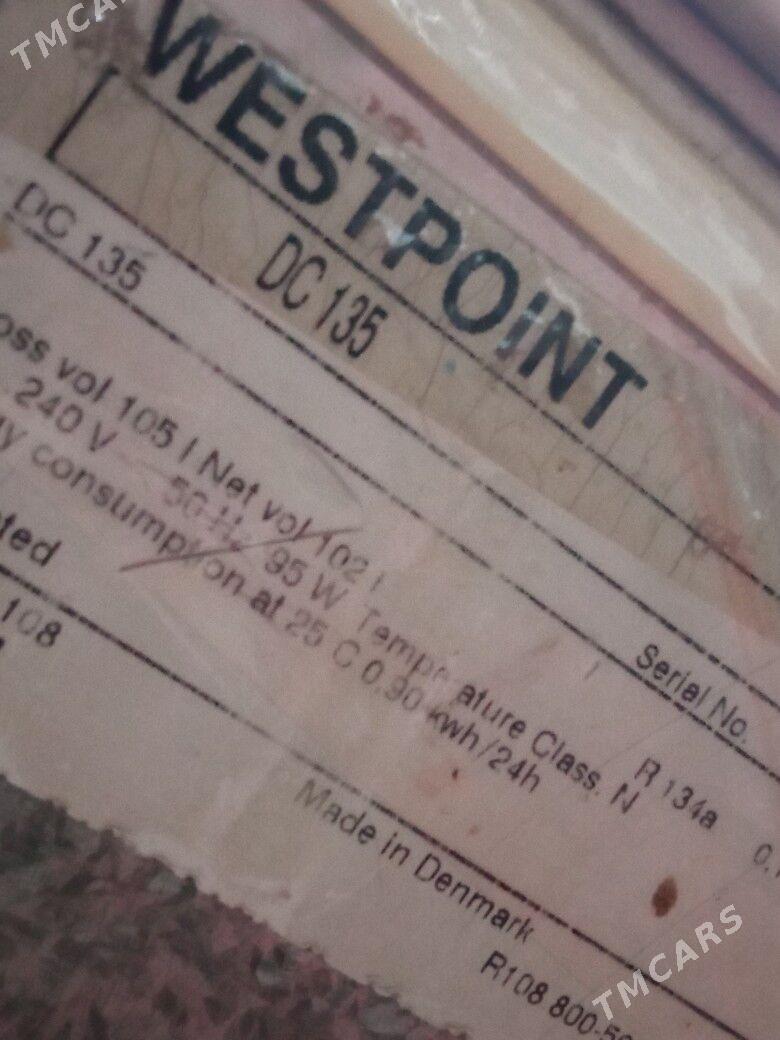 TMCARS
WESTPOINT
DC 135
DC 135
Serial No.
oss vol 105 l Net vol 102 l
R 134a
240 V 50 Hz 95 W Temperature Class. N
y consumption at 25 C 0.90 kwh/24h
ted
108
Made in Denmark
R108 800-5
TMCARS